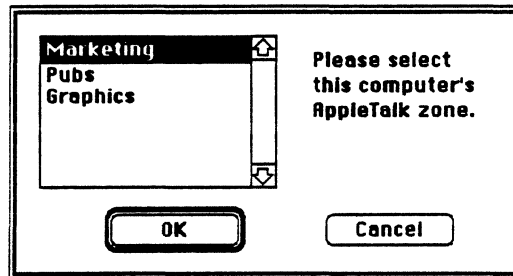 Marketing
Pubs
Graphics
Please select
this computer's
AppleTalk zone.
OK
Cancel